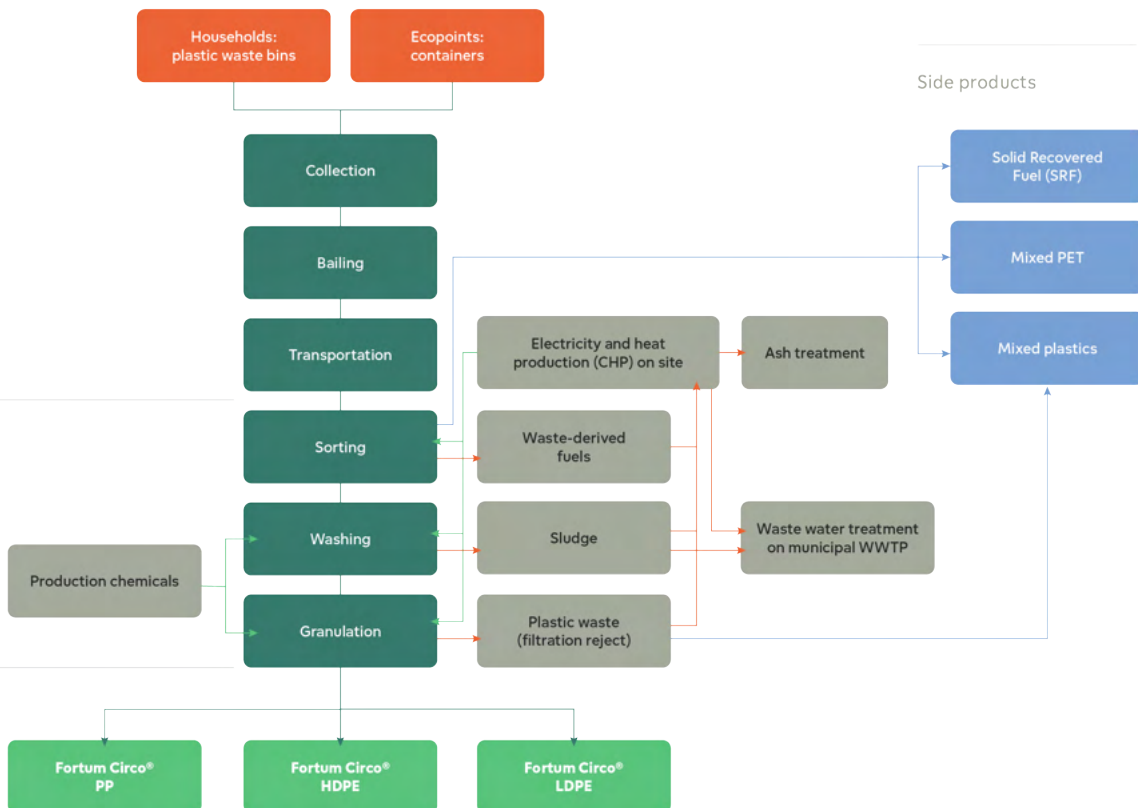 Households:
plastic waste bins
Ecopoints:
containers
Side products
Collection
Solid Recovered
Fuel (SRF)
Bailing
Mixed PET
Transportation
Electricity and heat
production (CHP) on site
Ash treatment
Mixed plastics
Sorting
Waste-derived
fuels
Washing
Sludge
Waste water treatment
on municipal WWTP
Production chemicals
Granulation
Plastic waste
(filtration reject)
Fortum Circo®
PP
Fortum Circo®
HDPE
Fortum Circo®
LDPE